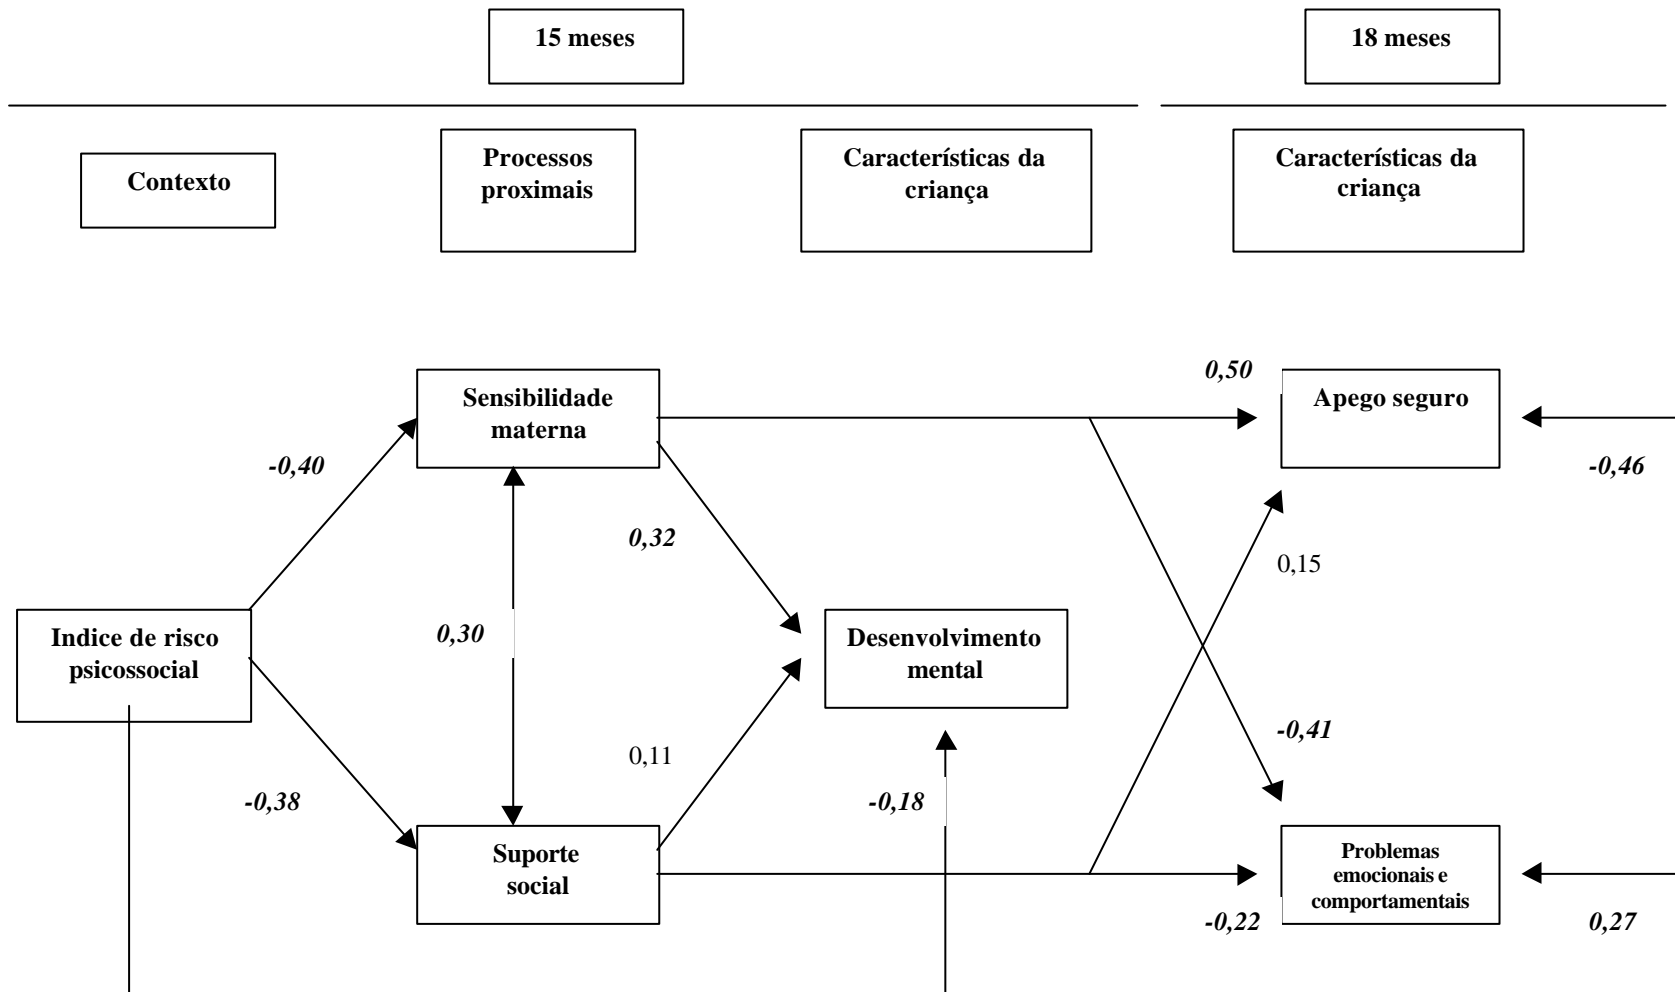 15 meses
18 meses
Contexto
Processos
proximais
Características da
criança
Características da
criança
Sensibilidade
materna
0,50
Apego seguro
-0,40
-0,46
0,32
0,15
Indice de risco
psicossocial
0,30
Desenvolvimento
mental
-0,41
0,11
-0,38
-0,18
Suporte
social
Problemas
emocionais e
comportamentais
-0,22
0,27